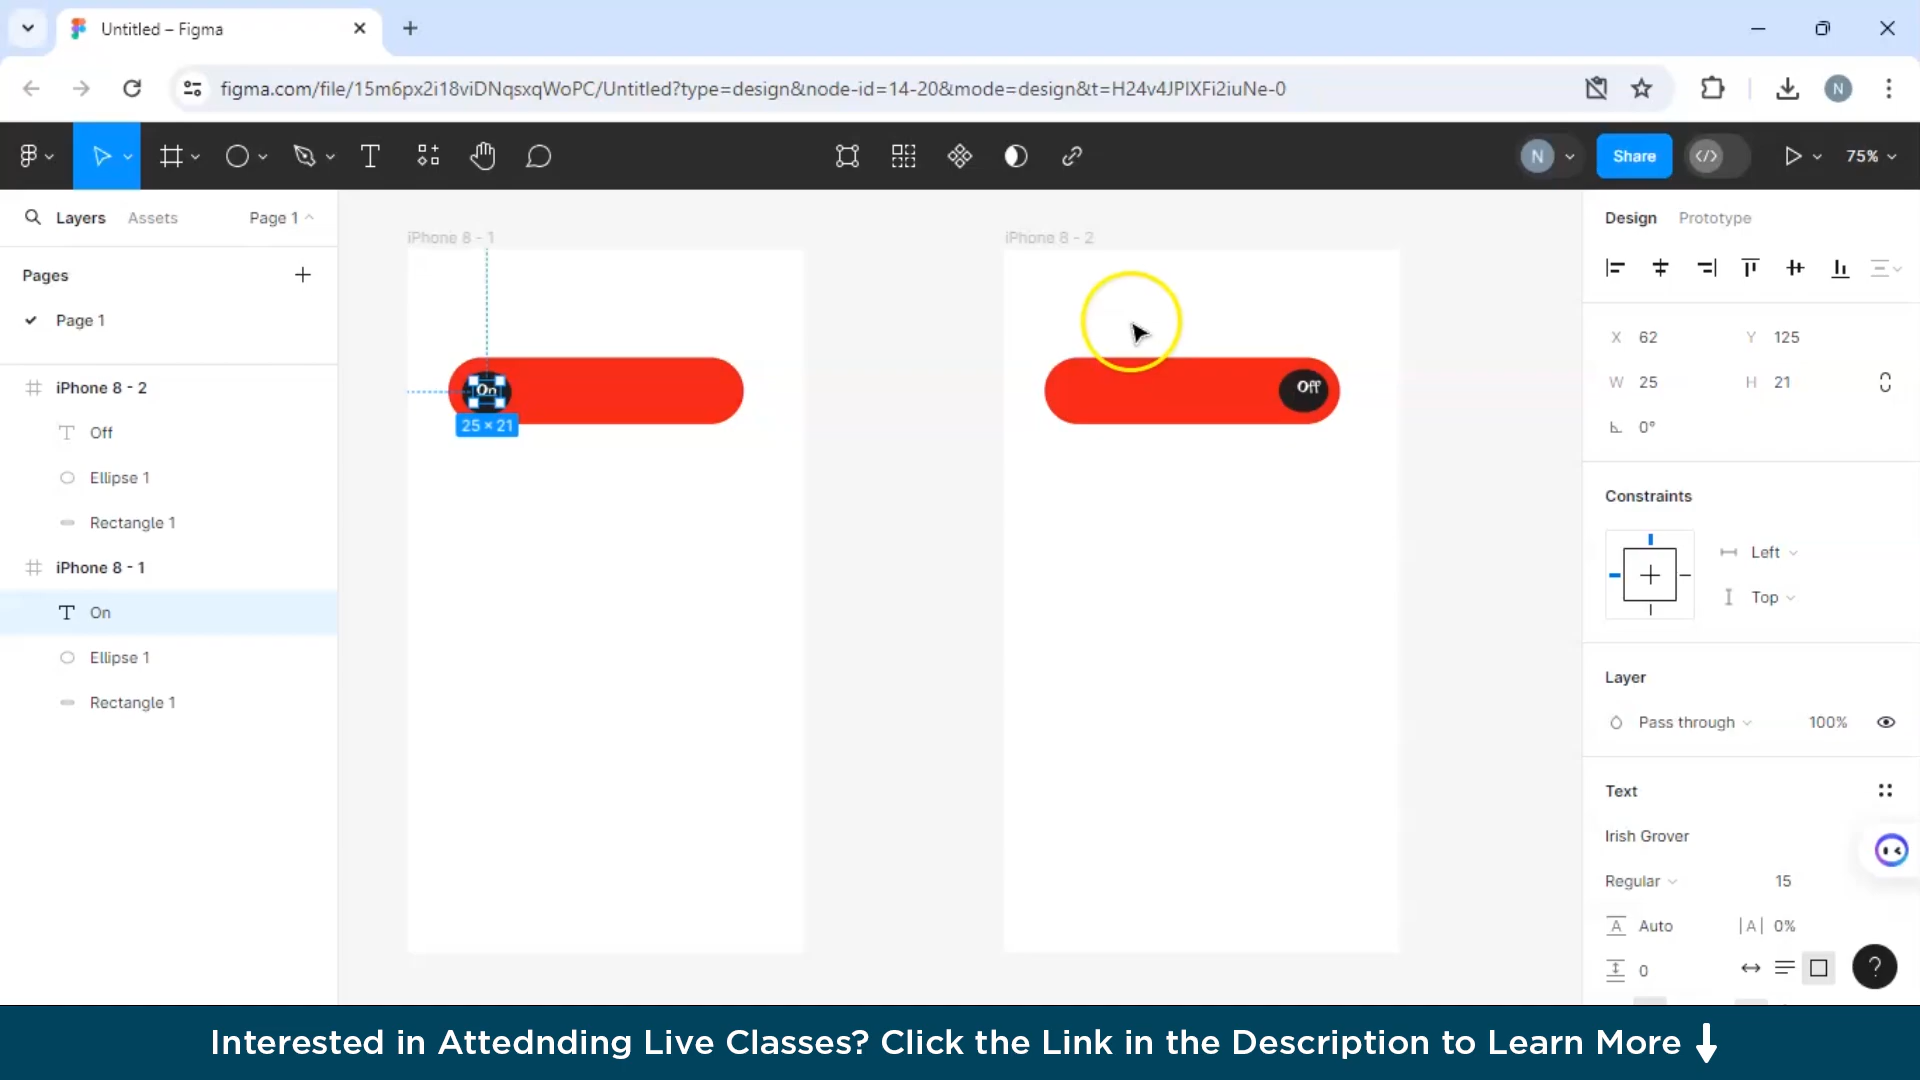 Untitled – Figma
figma.com/file/15m6px2i18viDNqsxqWoPC/Untitled?type=design&node-id=14-20&mode=design&t=H24v4JPIXFi2iuNe-0
N
N
Share
75%
Layers
Assets
Page 1
Pages
Page 1
iPhone 8 - 2
Off
Ellipse 1
Rectangle 1
iPhone 8 - 1
On
Ellipse 1
Rectangle 1
iPhone 8 - 1
On
25 × 21
iPhone 8 - 2
Off
Design
Prototype
X 62
Y 125
W 25
H 21
0°
Constraints
Left
Top
Layer
Pass through
100%
Text
Irish Grover
Regular
15
A Auto
|A| 0%
0
?
Interested in Attednding Live Classes? Click the Link in the Description to Learn More